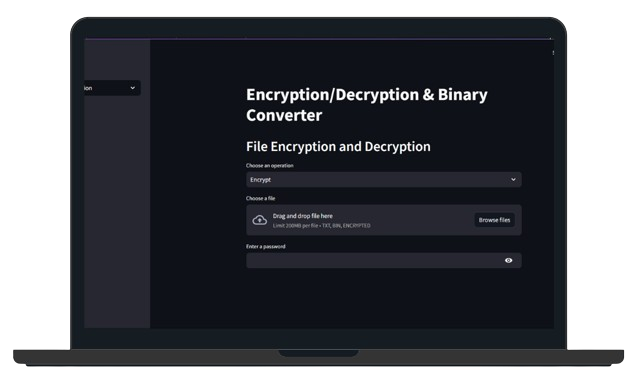 ion
Encryption/Decryption & Binary
Converter
File Encryption and Decryption
Choose an operation
Encrypt
Choose a file
Drag and drop file here
Limit 200MB per file • TXT, BIN, ENCRYPTED
Browse files
Enter a password